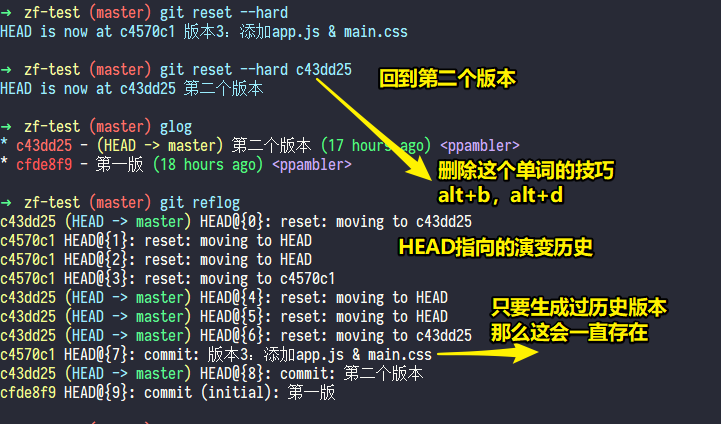 → zf-test (master) git reset --hard
HEAD is now at c4570c1 版本3：添加app.js & main.css
→ zf-test (master) git reset --hard c43dd25
HEAD is now at c43dd25 第二个版本
回到第二个版本
→ zf-test (master) glog
* c43dd25 - (HEAD -> master) 第二个版本 (17 hours ago) <ppambler>
* cfde8f9 - 第一版 (18 hours ago) <ppambler>
删除这个单词的技巧
alt+b，alt+d
→ zf-test (master) git reflog
c43dd25 (HEAD -> master) HEAD@{0}: reset: moving to c43dd25
c4570c1 HEAD@{1}: reset: moving to HEAD
c4570c1 HEAD@{2}: reset: moving to HEAD
c4570c1 HEAD@{3}: reset: moving to c4570c1
c43dd25 (HEAD -> master) HEAD@{4}: reset: moving to HEAD
c43dd25 (HEAD -> master) HEAD@{5}: reset: moving to HEAD
c43dd25 (HEAD -> master) HEAD@{6}: reset: moving to c43dd25
c4570c1 HEAD@{7}: commit: 版本3：添加app.js & main.css
c43dd25 (HEAD -> master) HEAD@{8}: commit: 第二个版本
cfde8f9 HEAD@{9}: commit (initial): 第一版
HEAD指向的演变历史
只要生成过历史版本
那么这会一直存在